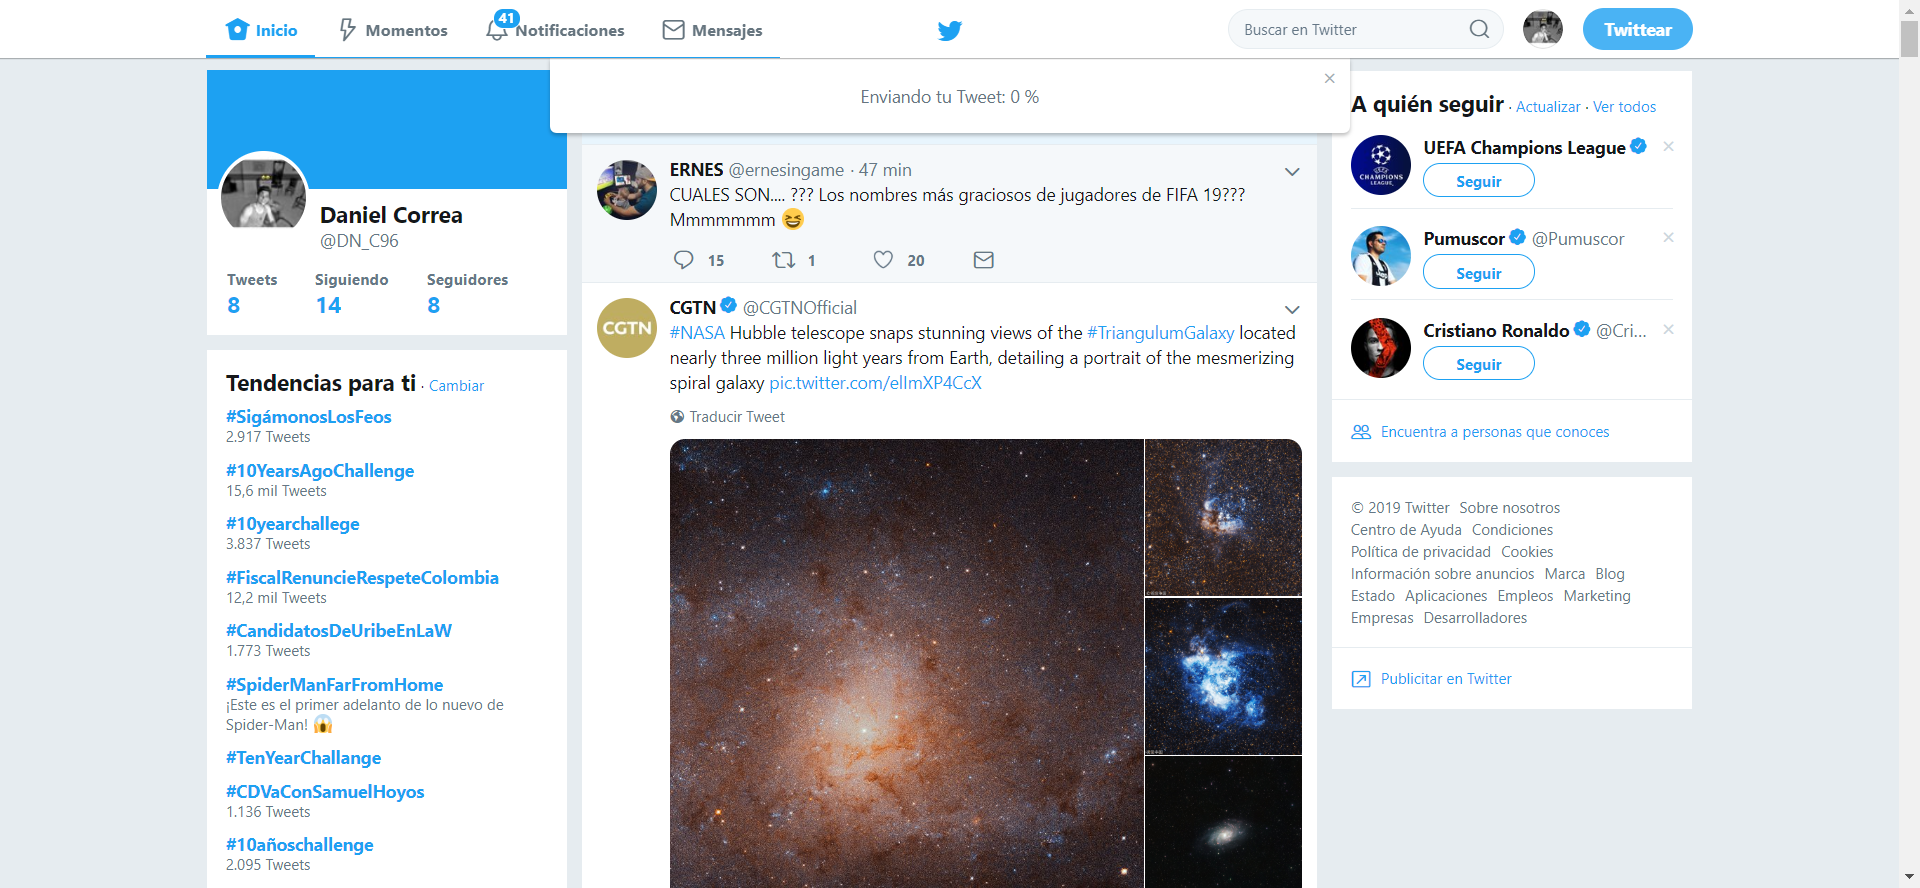 Inicio
Momentos
41
Notificaciones
Mensajes
Buscar en Twitter
Twittear
Enviando tu Tweet: 0 %
Daniel Correa
@DN_C96
Tweets Siguiendo Seguidores
8 14 8
Tendencias para ti · Cambiar
#SigámonosLosFeos
2.917 Tweets
#10YearsAgoChallenge
15,6 mil Tweets
#10yearchallege
3.837 Tweets
#FiscalRenuncieRespeteColombia
12,2 mil Tweets
#CandidatosDeUribeEnLaW
1.773 Tweets
#SpiderManFarFromHome
¡Este es el primer adelanto de lo nuevo de
Spider-Man! 😱
#TenYearChallange
#CDVaConSamuelHoyos
1.136 Tweets
#10añoschallenge
2.095 Tweets
ERNES @ernesingame · 47 min
CUALES SON.... ??? Los nombres más graciosos de jugadores de FIFA 19???
Mmmmmmm 😆
15 1 20
CGTN
CGTN @CGTNOfficial
#NASA Hubble telescope snaps stunning views of the #TriangulumGalaxy located
nearly three million light years from Earth, detailing a portrait of the mesmerizing
spiral galaxy pic.twitter.com/elImXP4CcX
Traducir Tweet
A quién seguir · Actualizar · Ver todos
CHAMPIONS
LEAGUE
UEFA Champions League
Seguir
Pumuscor @Pumuscor
Seguir
Cristiano Ronaldo @Cri...
Seguir
Encuentra a personas que conoces
© 2019 Twitter Sobre nosotros
Centro de Ayuda Condiciones
Política de privacidad Cookies
Información sobre anuncios Marca Blog
Estado Aplicaciones Empleos Marketing
Empresas Desarrolladores
Publicitar en Twitter